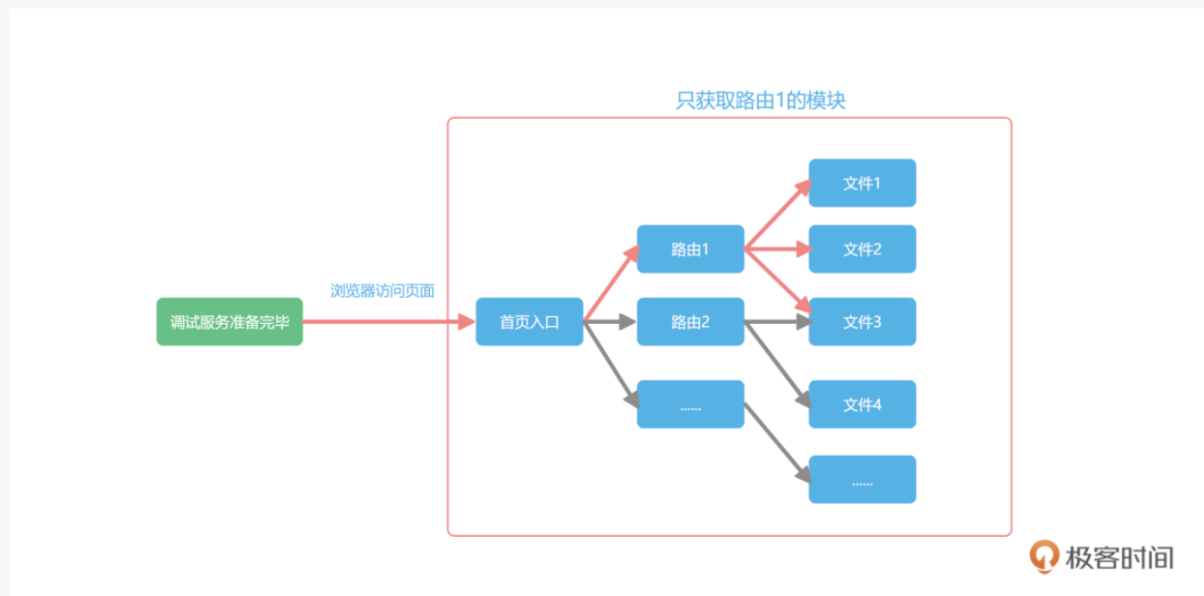 只获取路由1的模块
文件1
路由1
文件2
浏览器访问页面
调试服务准备完毕
首页入口
路由2
文件3
......
文件4
......
极客时间